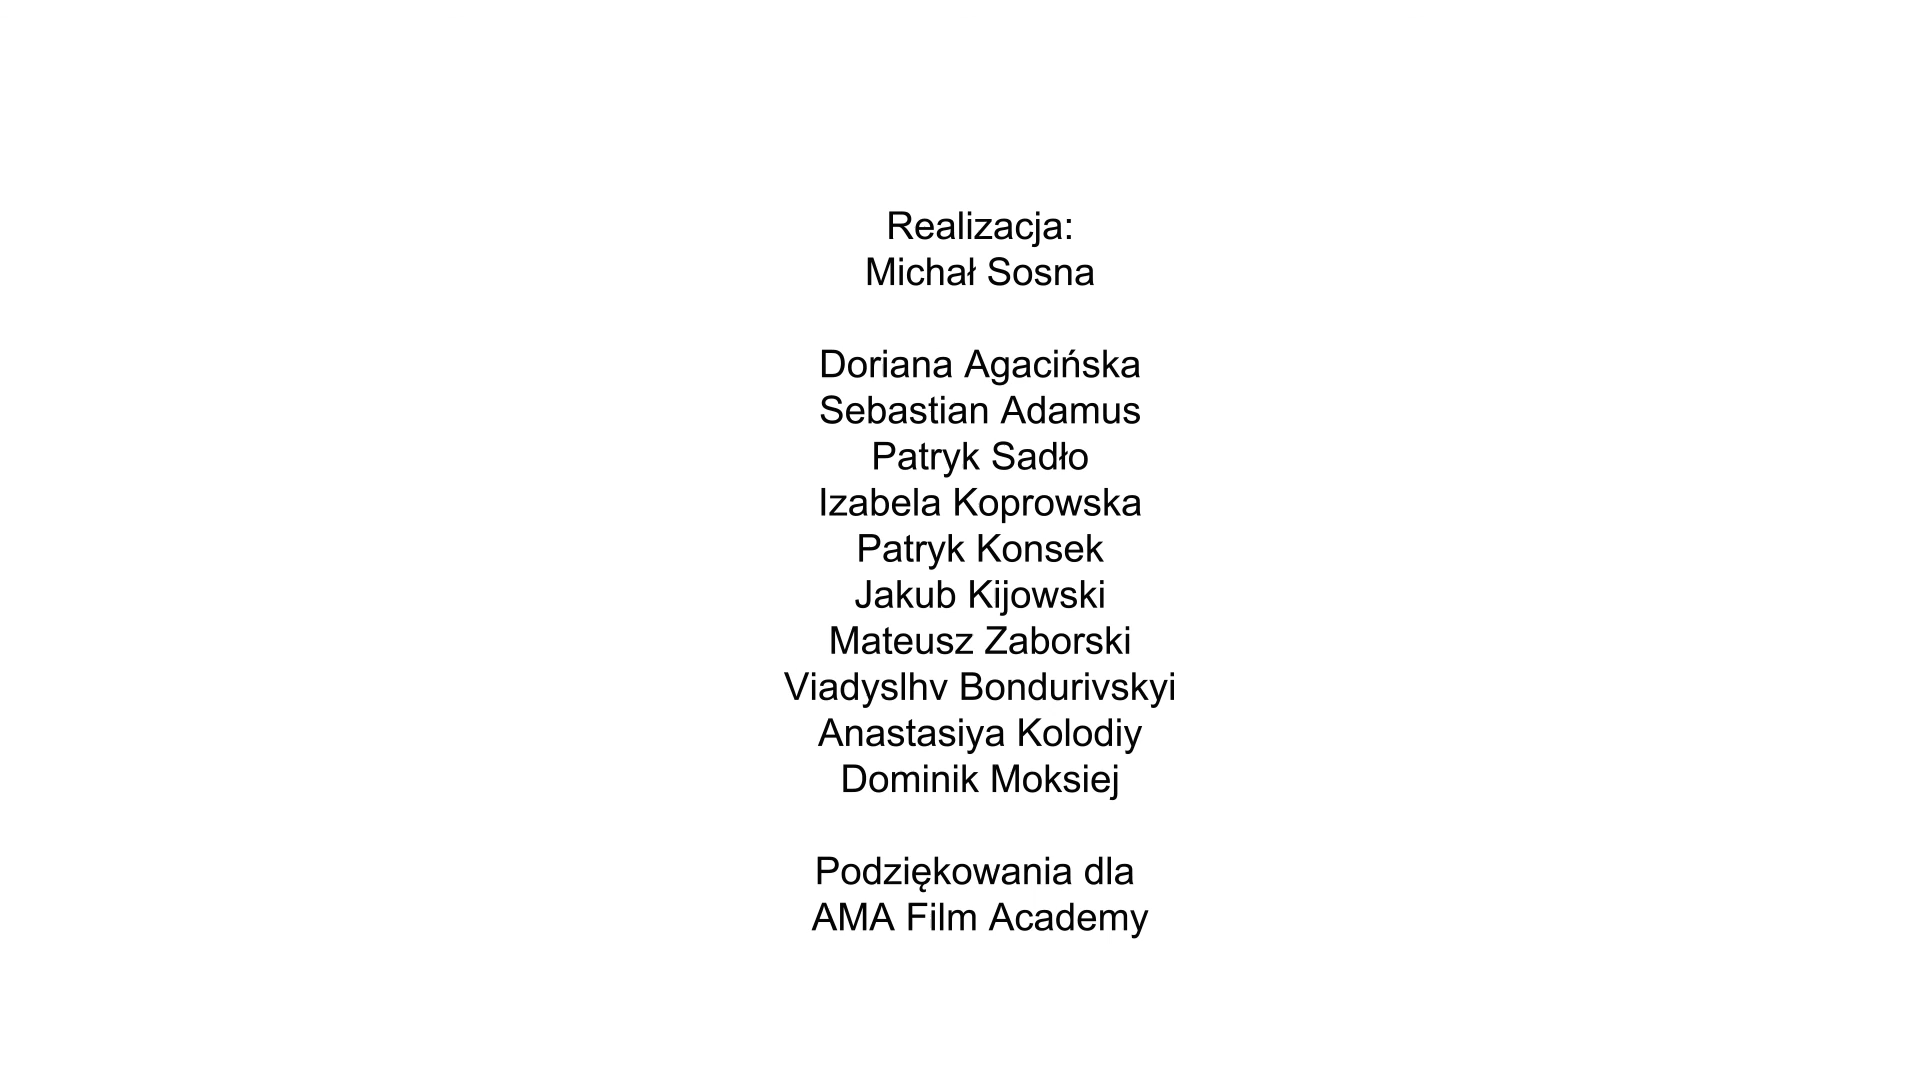 Realizacja:
Michał Sosna
Doriana Agacińska
Sebastian Adamus
Patryk Sadło
Izabela Koprowska
Patryk Konsek
Jakub Kijowski
Mateusz Zaborski
Viadyslhv Bondurivskyi
Anastasiya Kolodiy
Dominik Moksiej
Podziękowania dla
AMA Film Academy